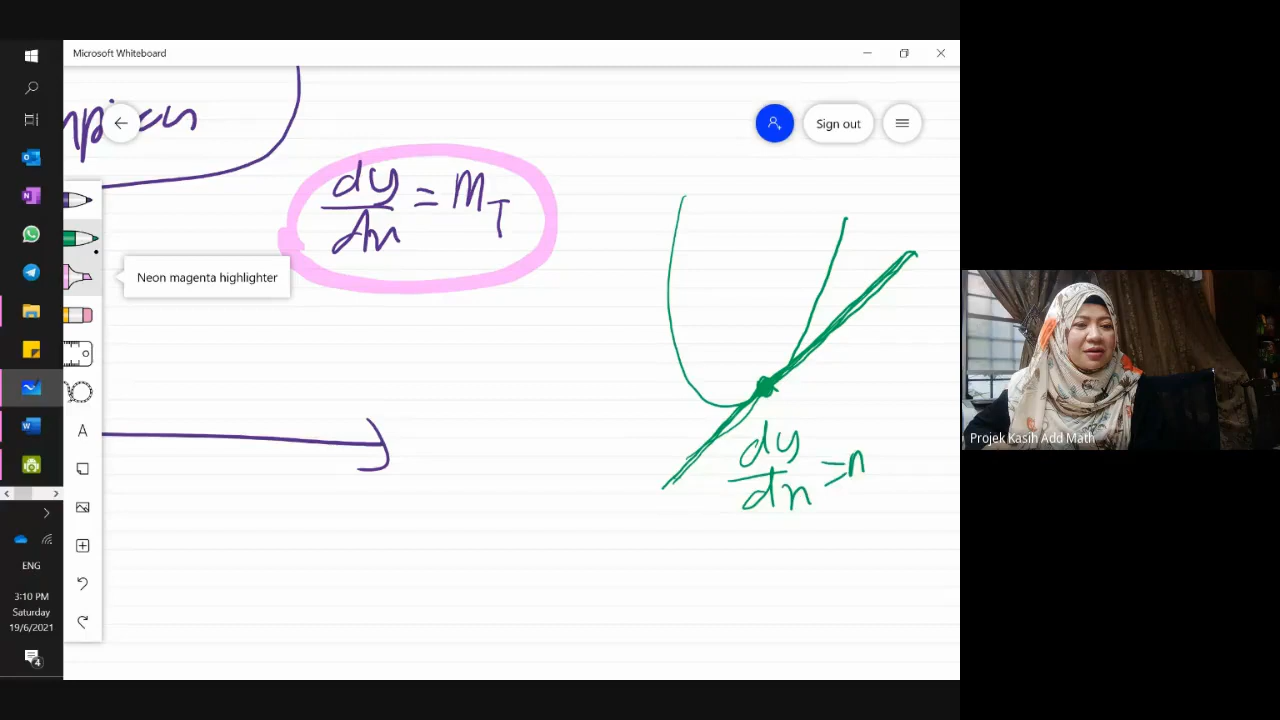 Microsoft Whiteboard
Sign out
dy
dx = m_T
Neon magenta highlighter
A
dy
dx
Projek Kasih Add Math
ENG
3:10 PM
Saturday
19/6/2021
4